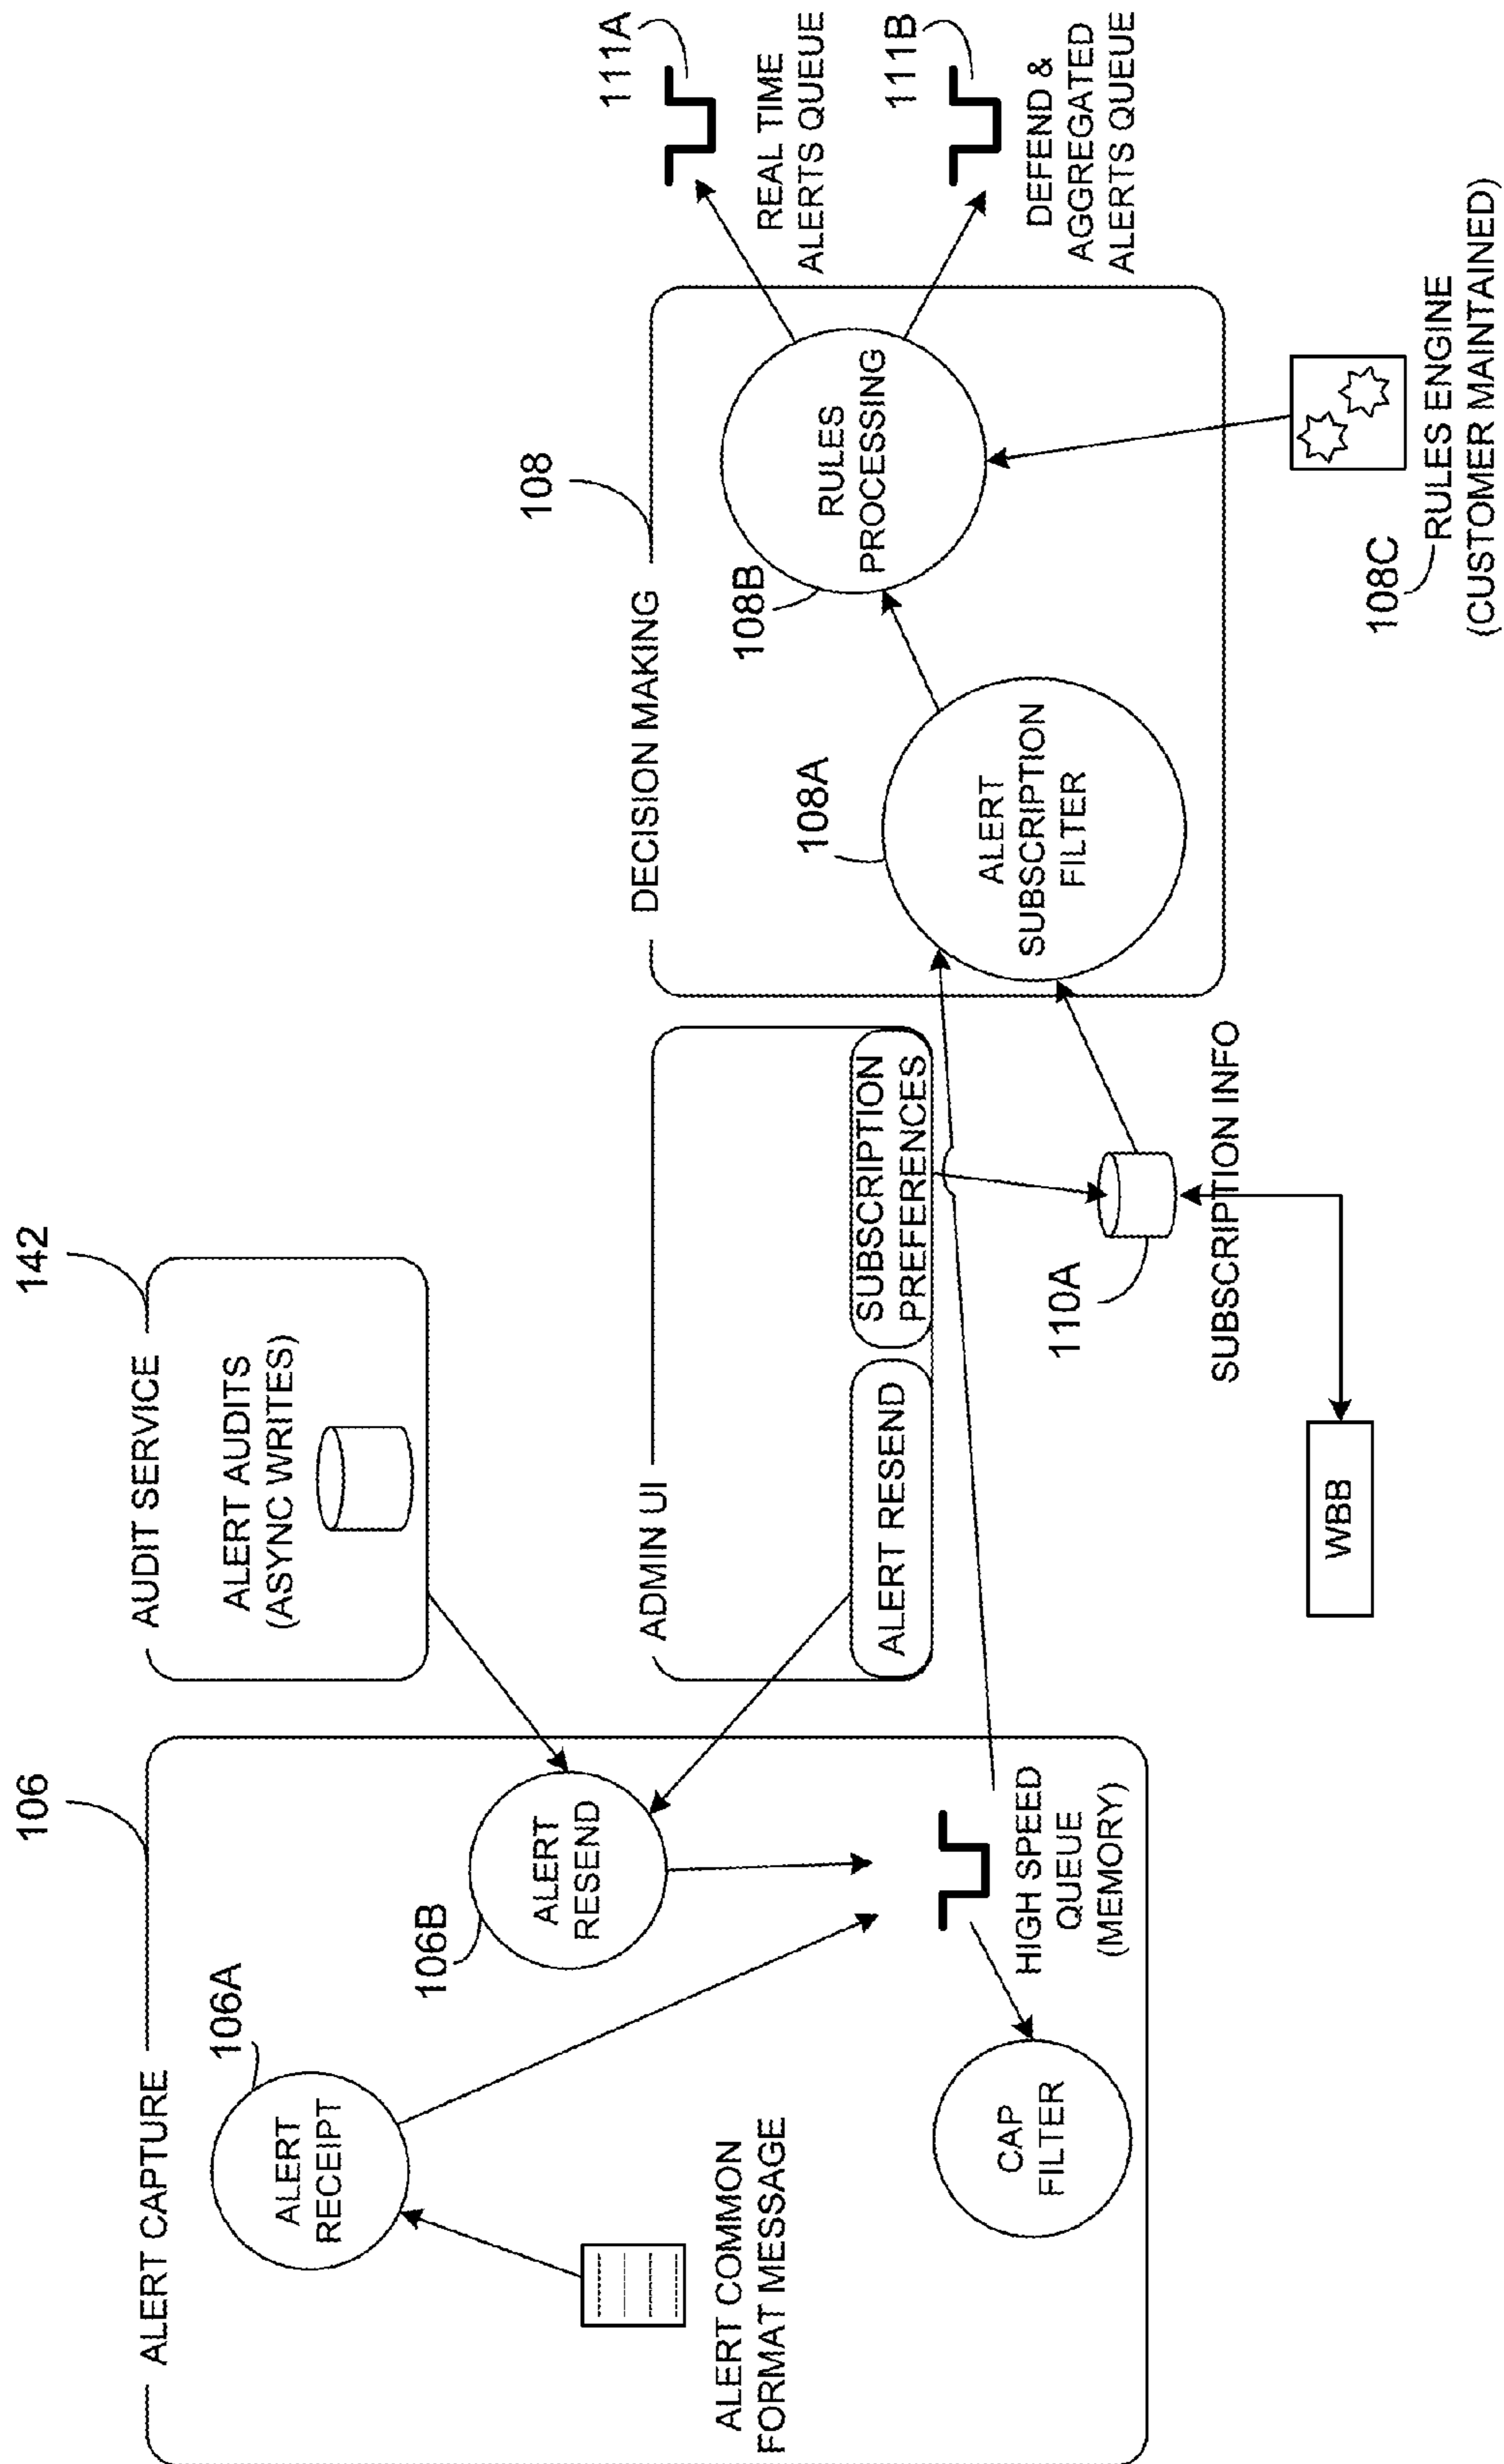 106
ALERT CAPTURE
106A
ALERT
RECEIPT
106B
ALERT
RESEND
ALERT COMMON
FORMAT MESSAGE
CAP
FILTER
HIGH SPEED
QUEUE
(MEMORY)
142
AUDIT SERVICE
ALERT AUDITS
(ASYNC WRITES)
ADMIN UI
ALERT RESEND
SUBSCRIPTION
PREFERENCES
110A
SUBSCRIPTION INFO
WBB
108
DECISION MAKING
108A
ALERT
SUBSCRIPTION
FILTER
108B
RULES
PROCESSING
108C
RULES ENGINE
(CUSTOMER MAINTAINED)
111A
REAL TIME
ALERTS QUEUE
111B
DEFEND &
AGGREGATED
ALERTS QUEUE